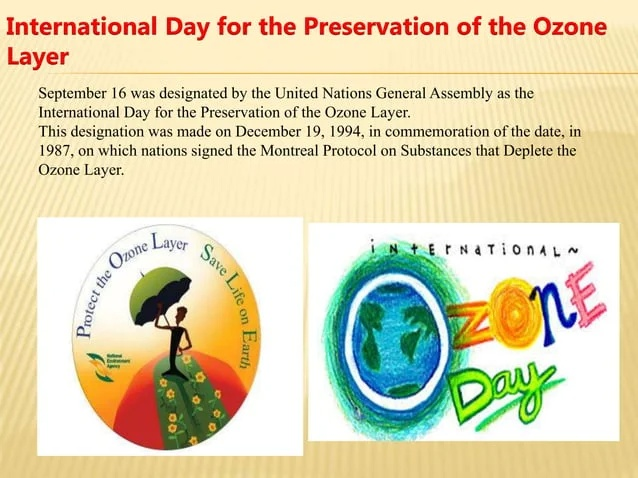 International Day for the Preservation of the Ozone
Layer
September 16 was designated by the United Nations General Assembly as the
International Day for the Preservation of the Ozone Layer.
This designation was made on December 19, 1994, in commemoration of the date, in
1987, on which nations signed the Montreal Protocol on Substances that Deplete the
Ozone Layer.
Protect the Ozone Layer Save Life on Earth
National
Environment
Agency
INtErNaTiONAL~
OZONE
Day